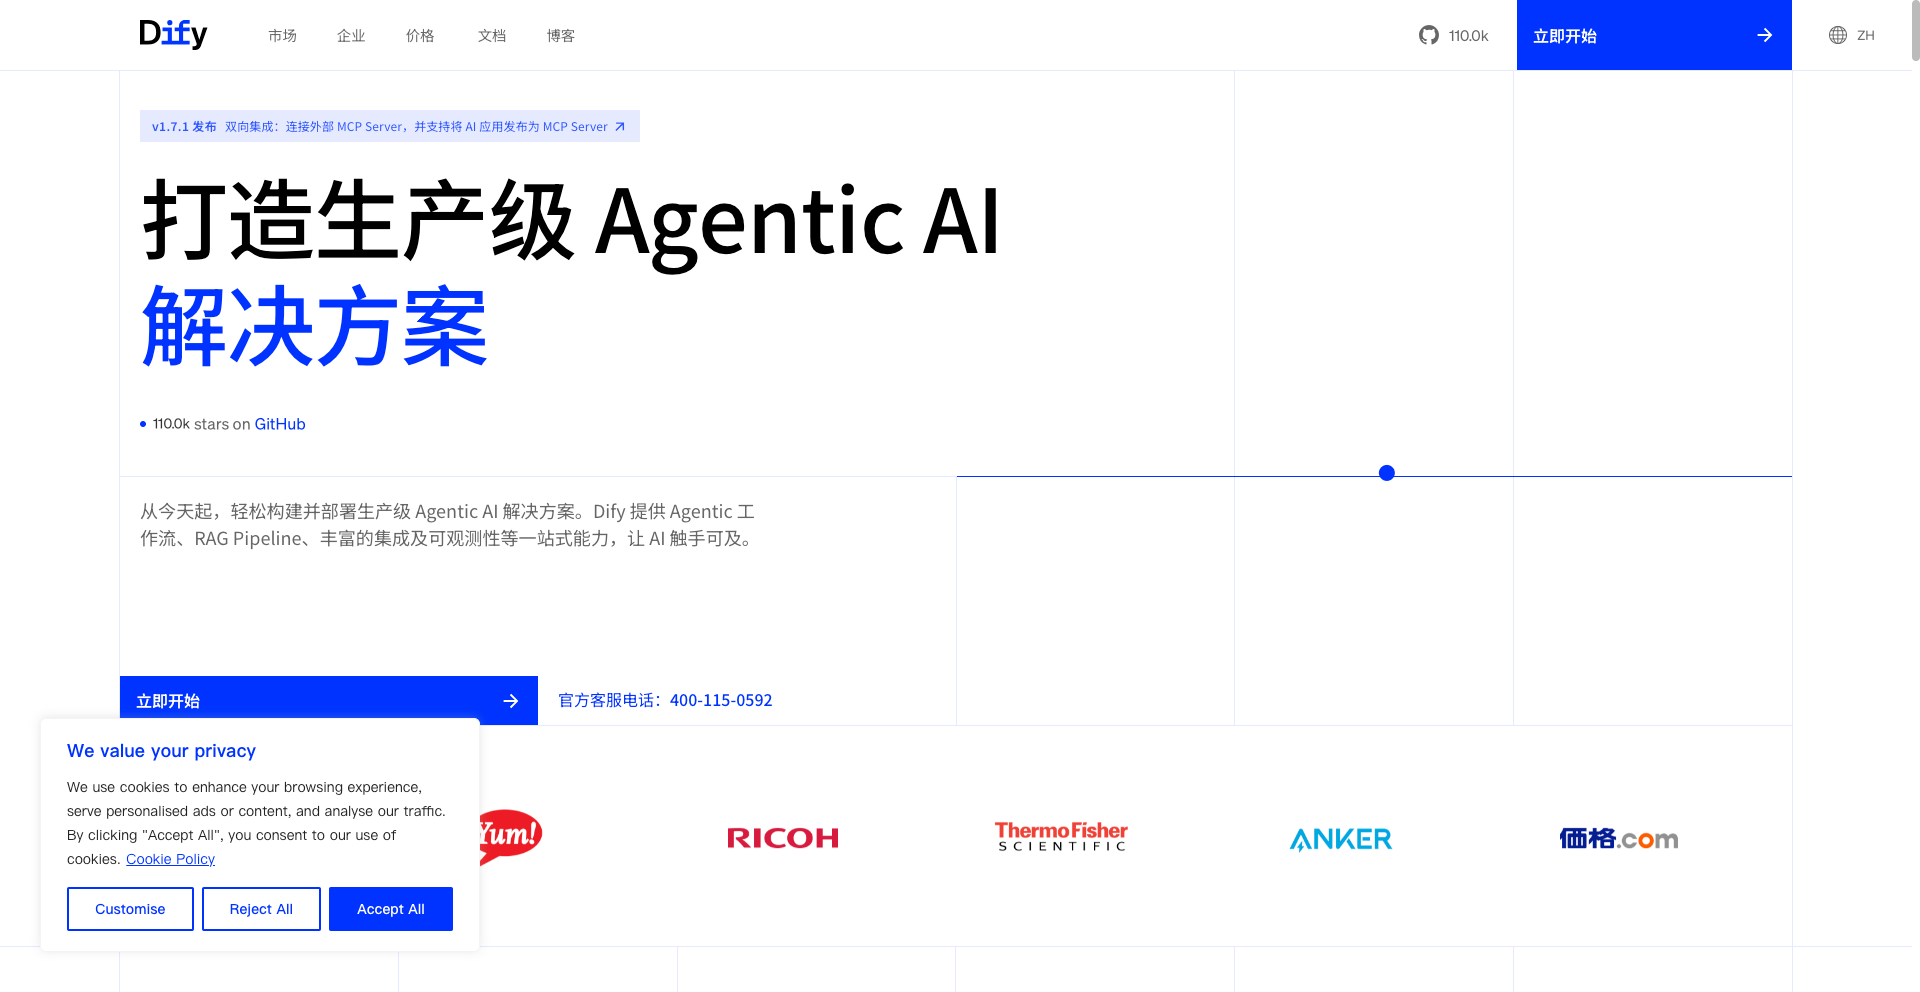 Dify
市场
企业
价格
文档
博客
110.0k
立即开始
ZH
v1.7.1 发布 双向集成：连接外部 MCP Server，并支持将 AI 应用发布为 MCP Server
打造生产级 Agentic AI
解决方案
110.0k stars on GitHub
从今天起，轻松构建并部署生产级 Agentic AI 解决方案。Dify 提供 Agentic 工
作流、RAG Pipeline、丰富的集成及可观测性等一站式能力，让 AI 触手可及。
立即开始
官方客服电话：400-115-0592
We value your privacy
We use cookies to enhance your browsing experience,
serve personalised ads or content, and analyse our traffic.
By clicking "Accept All", you consent to our use of
cookies. Cookie Policy
Customise
Reject All
Accept All
Yum!
RICOH
ThermoFisher
SCIENTIFIC
ANKER
価格.com